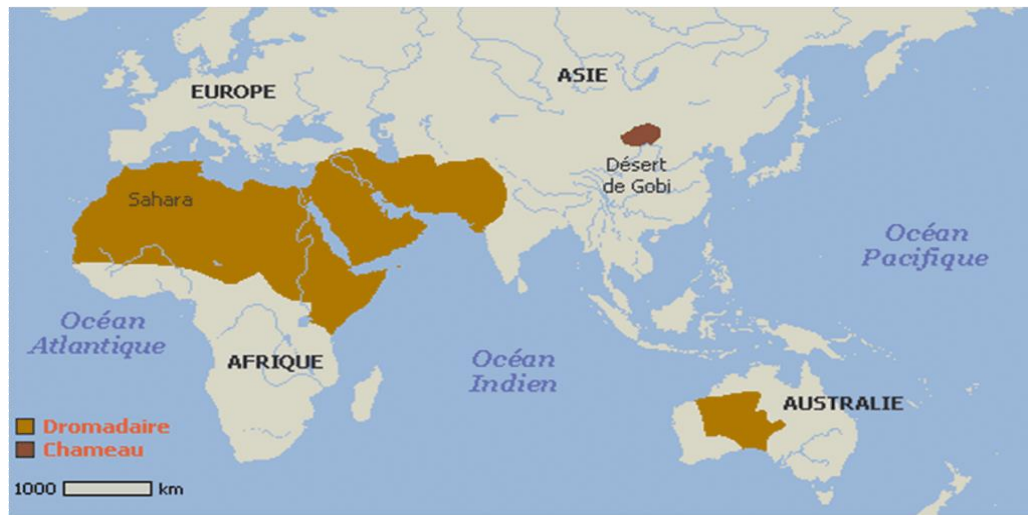 ASIE
EUROPE
Désert
de Gobi
Sahara
Océan
Pacifique
Océan
Atlantique
AFRIQUE
Océan
Indien
AUSTRALIE
Dromadaire
Chameau
1000 km